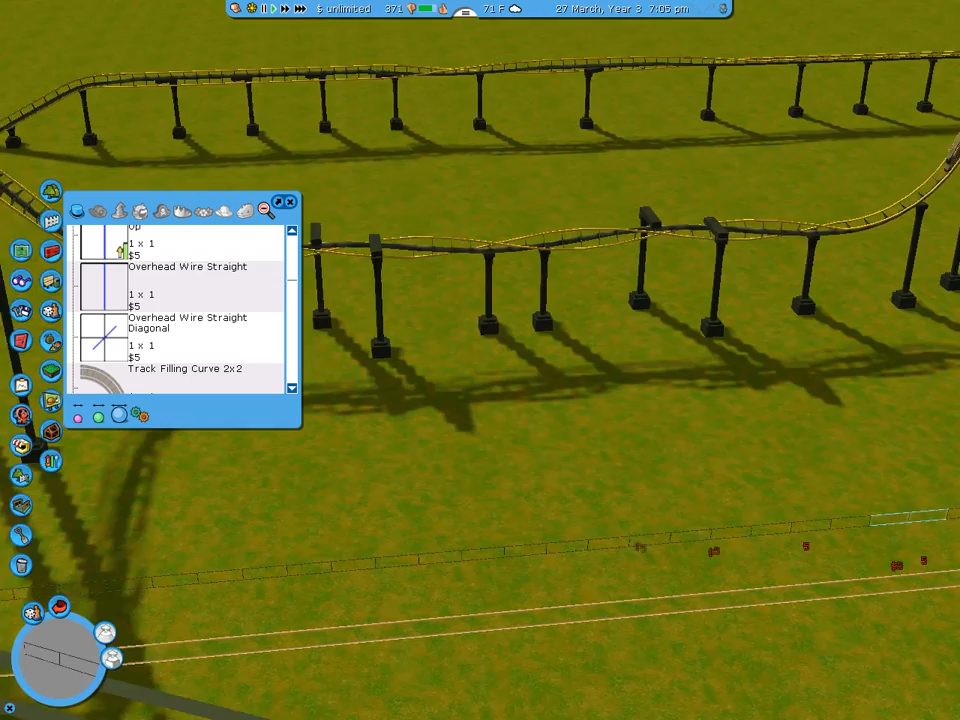 $ unlimited 371 71 F 27 March, Year 3 7:05 pm
Up
1 x 1
$5
Overhead Wire Straight
1 x 1
$5
Overhead Wire Straight
Diagonal
1 x 1
$5
Track Filling Curve 2x2